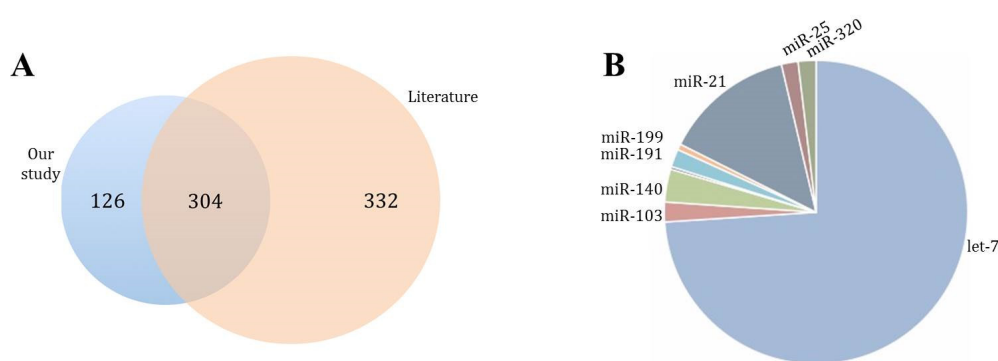 A
Our
study
126
304
332
Literature
B
miR-25
miR-320
miR-21
miR-199
miR-191
miR-140
miR-103
let-7